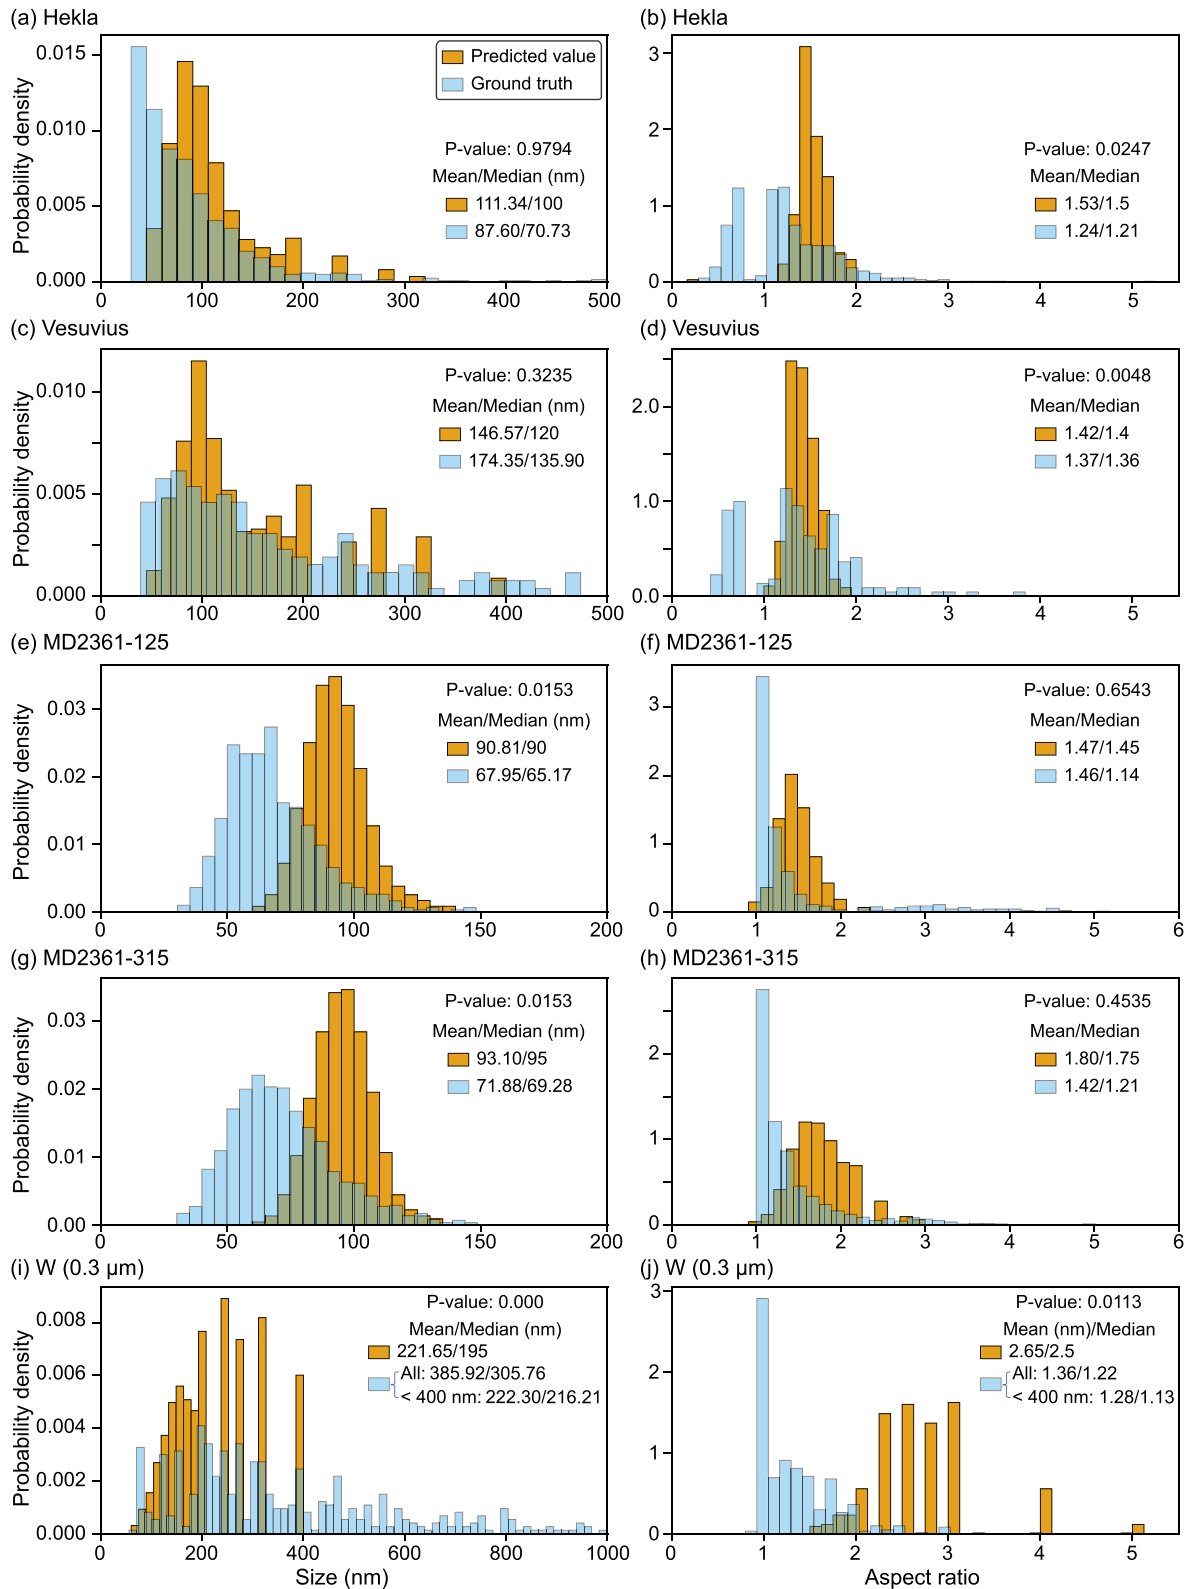 (a) Hekla
Probability density
0.015
0.010
0.005
0.000
0
100
200
300
400
500
Predicted value
Ground truth
P-value: 0.9794
Mean/Median (nm)
111.34/100
87.60/70.73
(b) Hekla
3
2
1
0
0
1
2
3
4
5
P-value: 0.0247
Mean/Median
1.53/1.5
1.24/1.21
(c) Vesuvius
Probability density
0.010
0.005
0.000
0
100
200
300
400
500
P-value: 0.3235
Mean/Median (nm)
146.57/120
174.35/135.90
(d) Vesuvius
2.0
1.0
0.0
0
1
2
3
4
5
P-value: 0.0048
Mean/Median
1.42/1.4
1.37/1.36
(e) MD2361-125
Probability density
0.03
0.02
0.01
0.00
0
50
100
150
200
P-value: 0.0153
Mean/Median (nm)
90.81/90
67.95/65.17
(f) MD2361-125
3
2
1
0
0
1
2
3
4
5
6
P-value: 0.6543
Mean/Median
1.47/1.45
1.46/1.14
(g) MD2361-315
Probability density
0.03
0.02
0.01
0.00
0
50
100
150
200
P-value: 0.0153
Mean/Median (nm)
93.10/95
71.88/69.28
(h) MD2361-315
2
1
0
0
1
2
3
4
5
6
P-value: 0.4535
Mean/Median
1.80/1.75
1.42/1.21
(i) W (0.3 μm)
Probability density
0.008
0.006
0.004
0.002
0.000
0
200
400
600
800
1000
Size (nm)
P-value: 0.000
Mean/Median (nm)
221.65/195
All: 385.92/305.76
< 400 nm: 222.30/216.21
(j) W (0.3 μm)
3
2
1
0
0
1
2
3
4
5
Aspect ratio
P-value: 0.0113
Mean (nm)/Median
2.65/2.5
All: 1.36/1.22
< 400 nm: 1.28/1.13